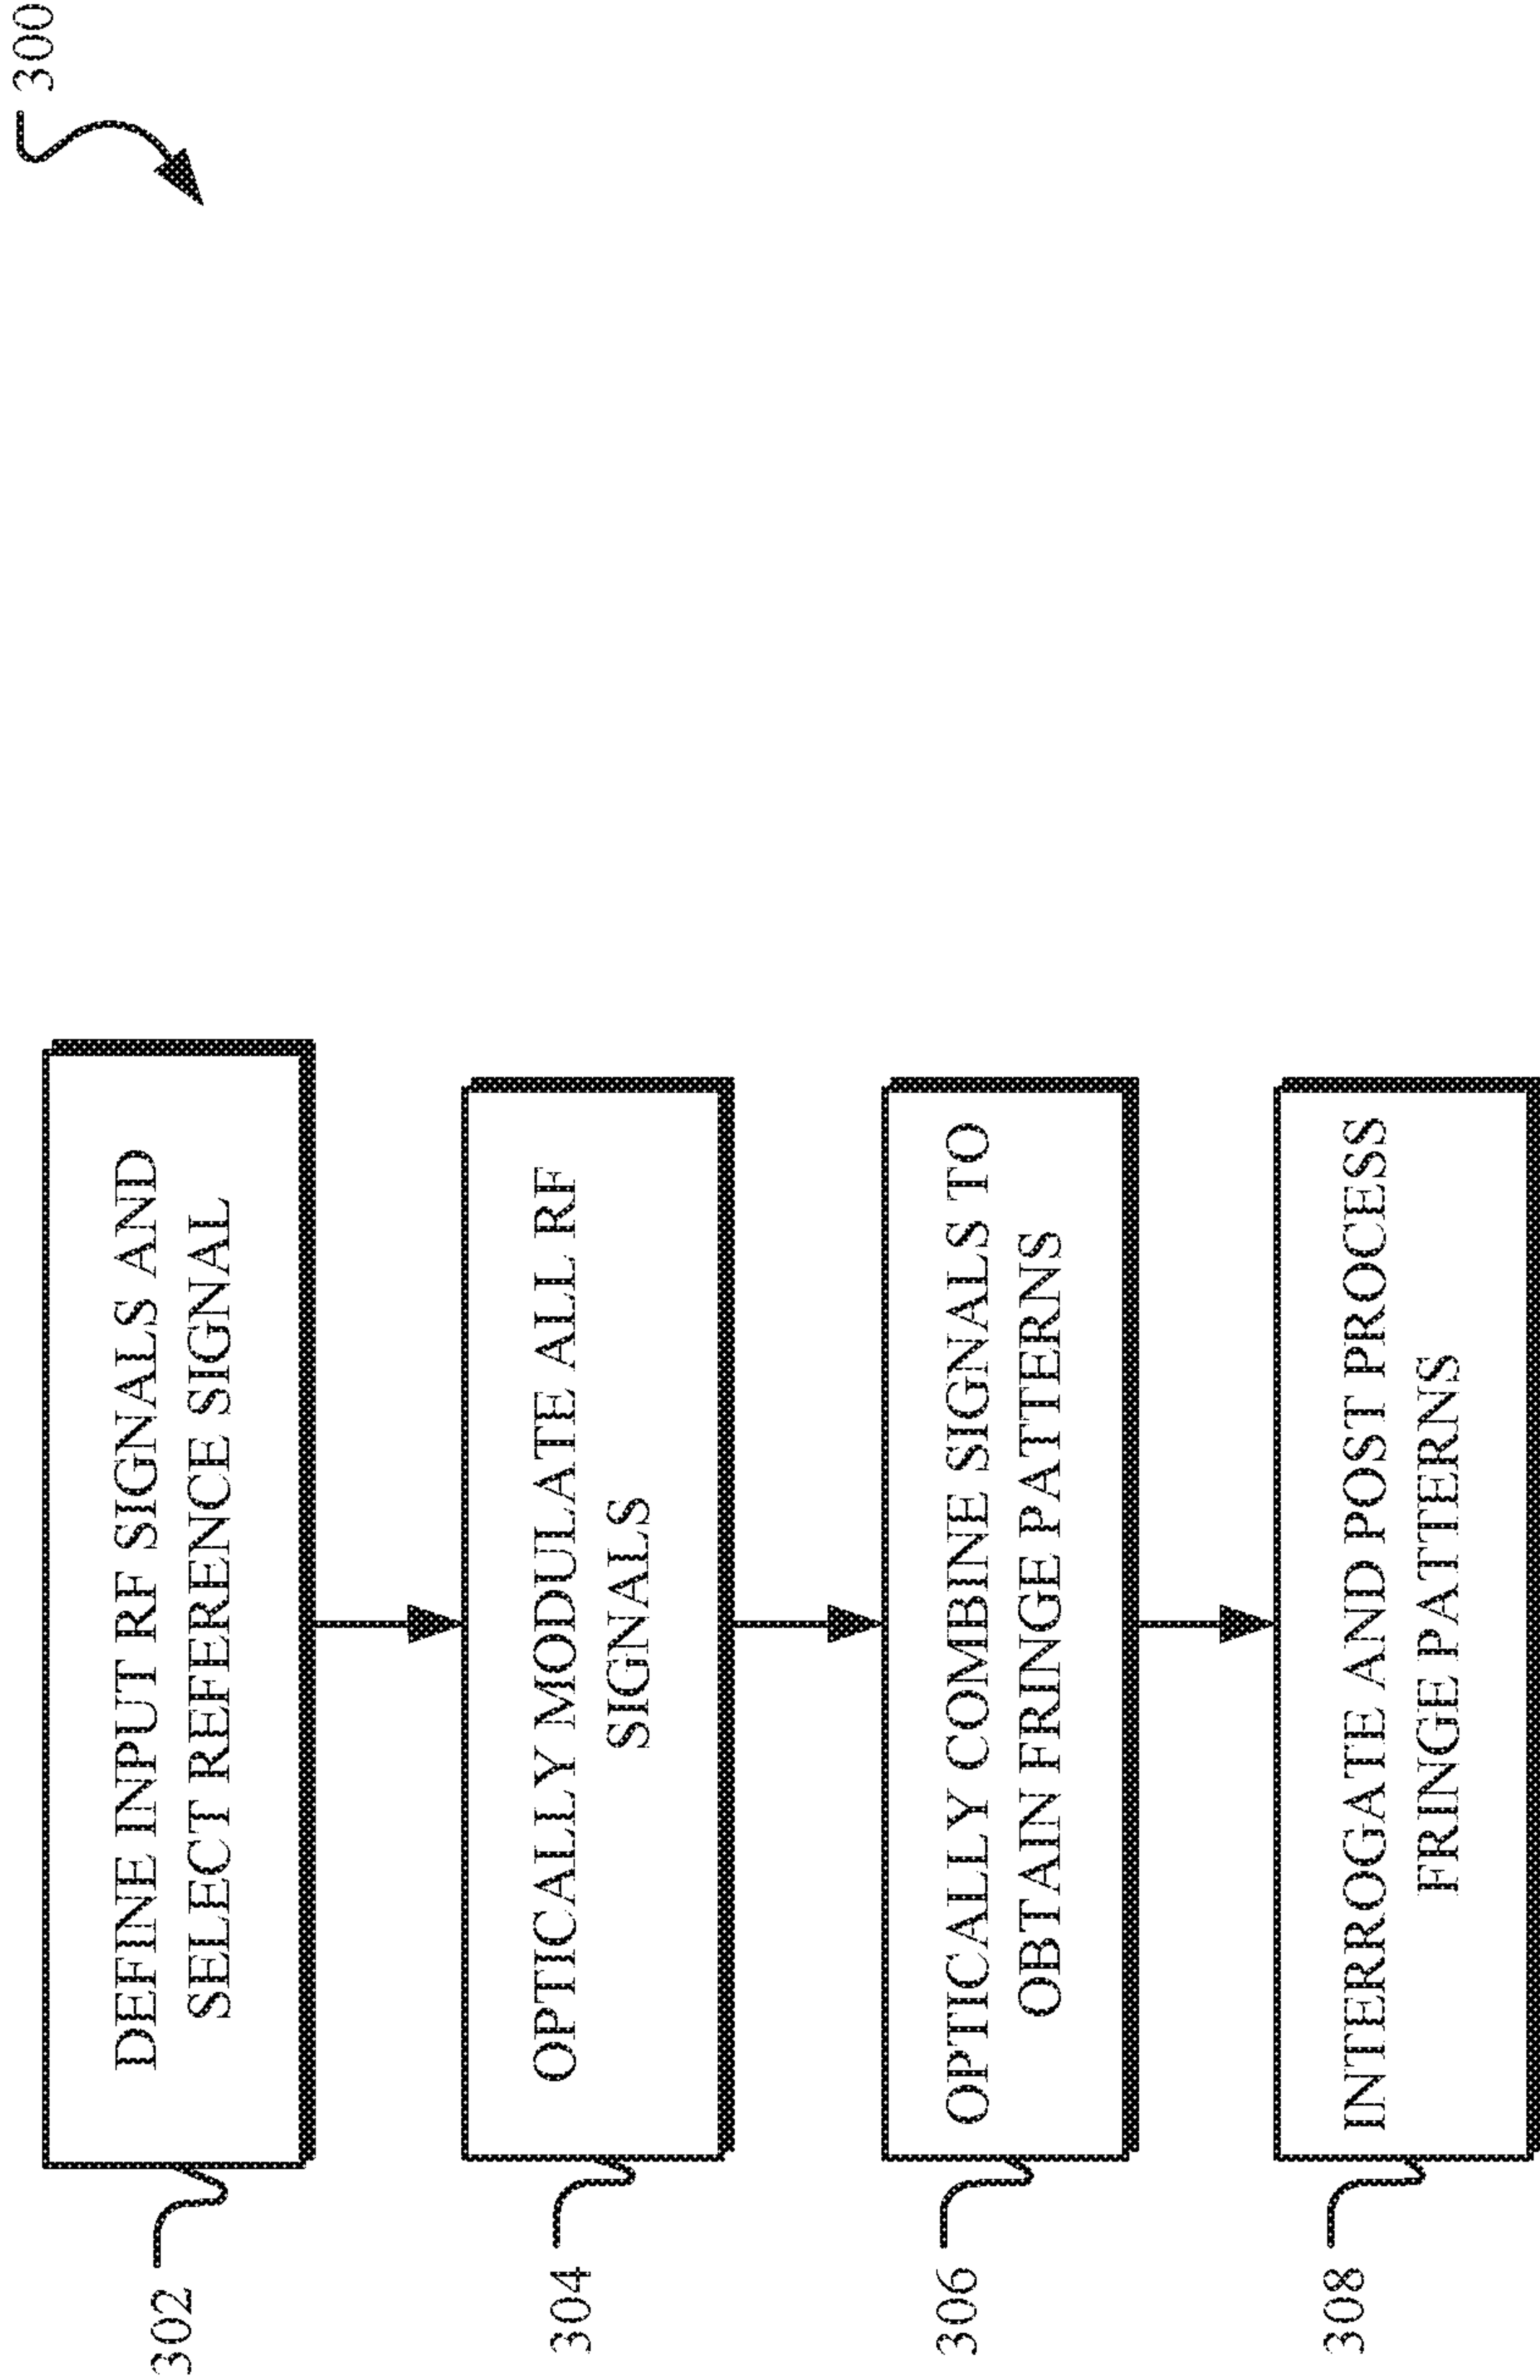 300
302
DEFINE INPUT RF SIGNALS AND
SELECT REFERENCE SIGNAL
304
OPTICALLY MODULATE ALL RF
SIGNALS
306
OPTICALLY COMBINE SIGNALS TO
OBTAIN FRINGE PATTERNS
308
INTERROGATE AND POST PROCESS
FRINGE PATTERNS